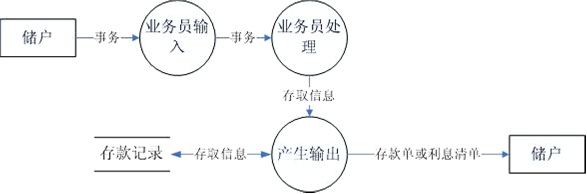 储户
事务
业务员输
入
事务
业务员处
理
存取信息
存款记录
存取信息
产生输出
存款单或利息清单
储户